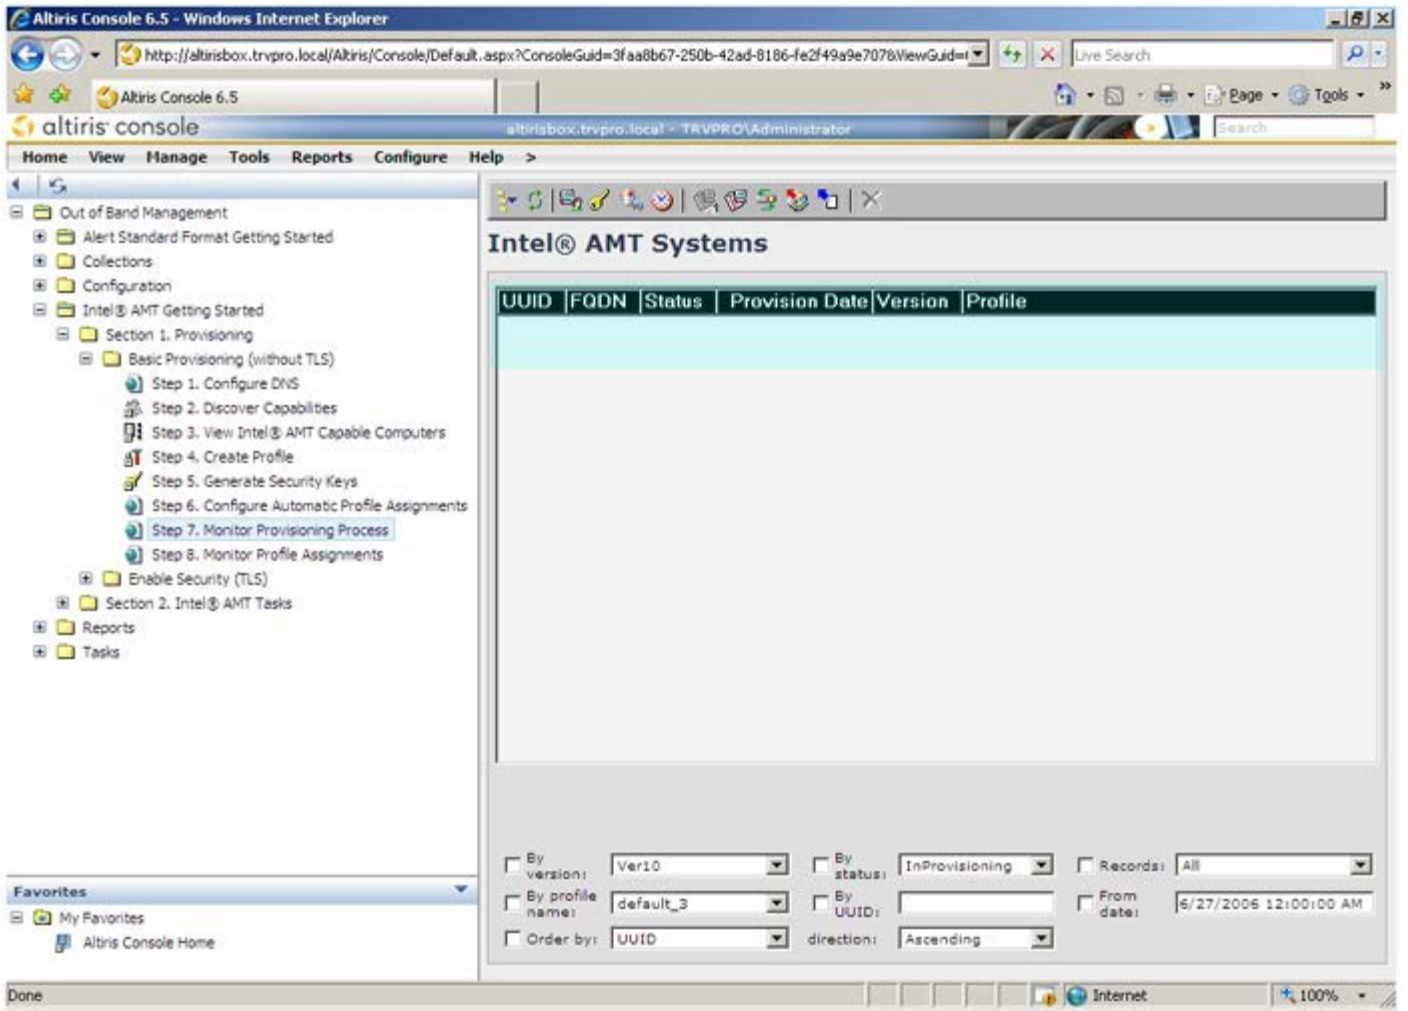 Altiris Console 6.5 - Windows Internet Explorer
http://altirisbox.trvpro.local/Altiris/Console/Default.aspx?ConsoleGuid=3faa8b67-250b-42ad-8186-fe2f49a9e707&ViewGuid=
Live Search
Altiris Console 6.5
Page Tools »
altiris console
altirisbox.trvpro.local - TRVPRO\Administrator
Search
Home View Manage Tools Reports Configure Help >
Out of Band Management
Alert Standard Format Getting Started
Collections
Configuration
Intel® AMT Getting Started
Section 1. Provisioning
Basic Provisioning (without TLS)
Step 1. Configure DNS
Step 2. Discover Capabilities
Step 3. View Intel® AMT Capable Computers
Step 4. Create Profile
Step 5. Generate Security Keys
Step 6. Configure Automatic Profile Assignments
Step 7. Monitor Provisioning Process
Step 8. Monitor Profile Assignments
Enable Security (TLS)
Section 2. Intel® AMT Tasks
Reports
Tasks
Favorites
My Favorites
Altiris Console Home
Intel® AMT Systems
UUID FQDN Status Provision Date Version Profile
By version: Ver10 By status: InProvisioning Records: All
By profile name: default_3 By UUID: From date: 6/27/2006 12:00:00 AM
Order by: UUID direction: Ascending
Done Internet 100%